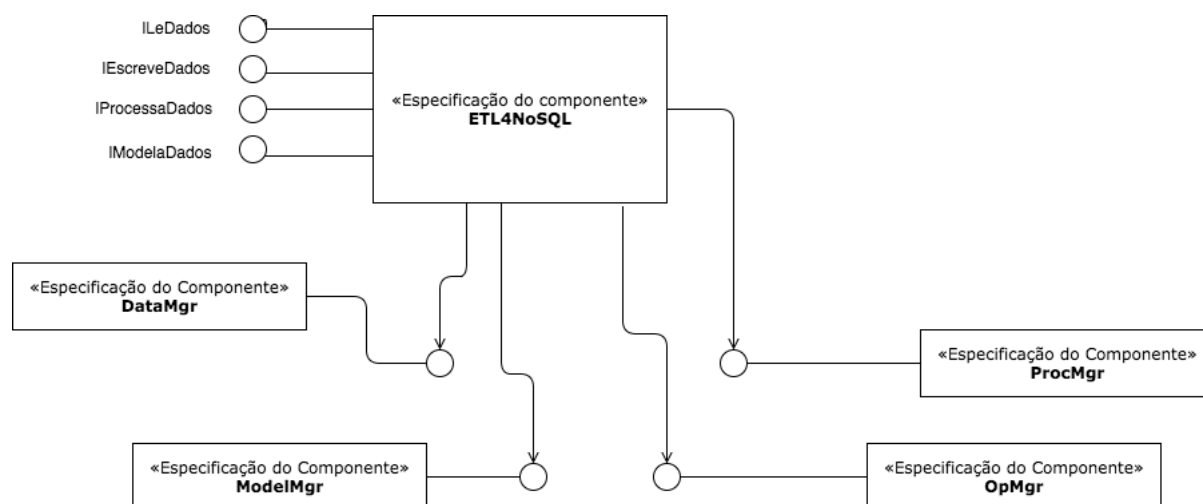 ILeDados
IEscreveDados
IProcessaDados
IModelaDados
«Especificação do componente»
ETL4NoSQL
«Especificação do Componente»
DataMgr
«Especificação do Componente»
ProcMgr
«Especificação do Componente»
ModelMgr
«Especificação do Componente»
OpMgr